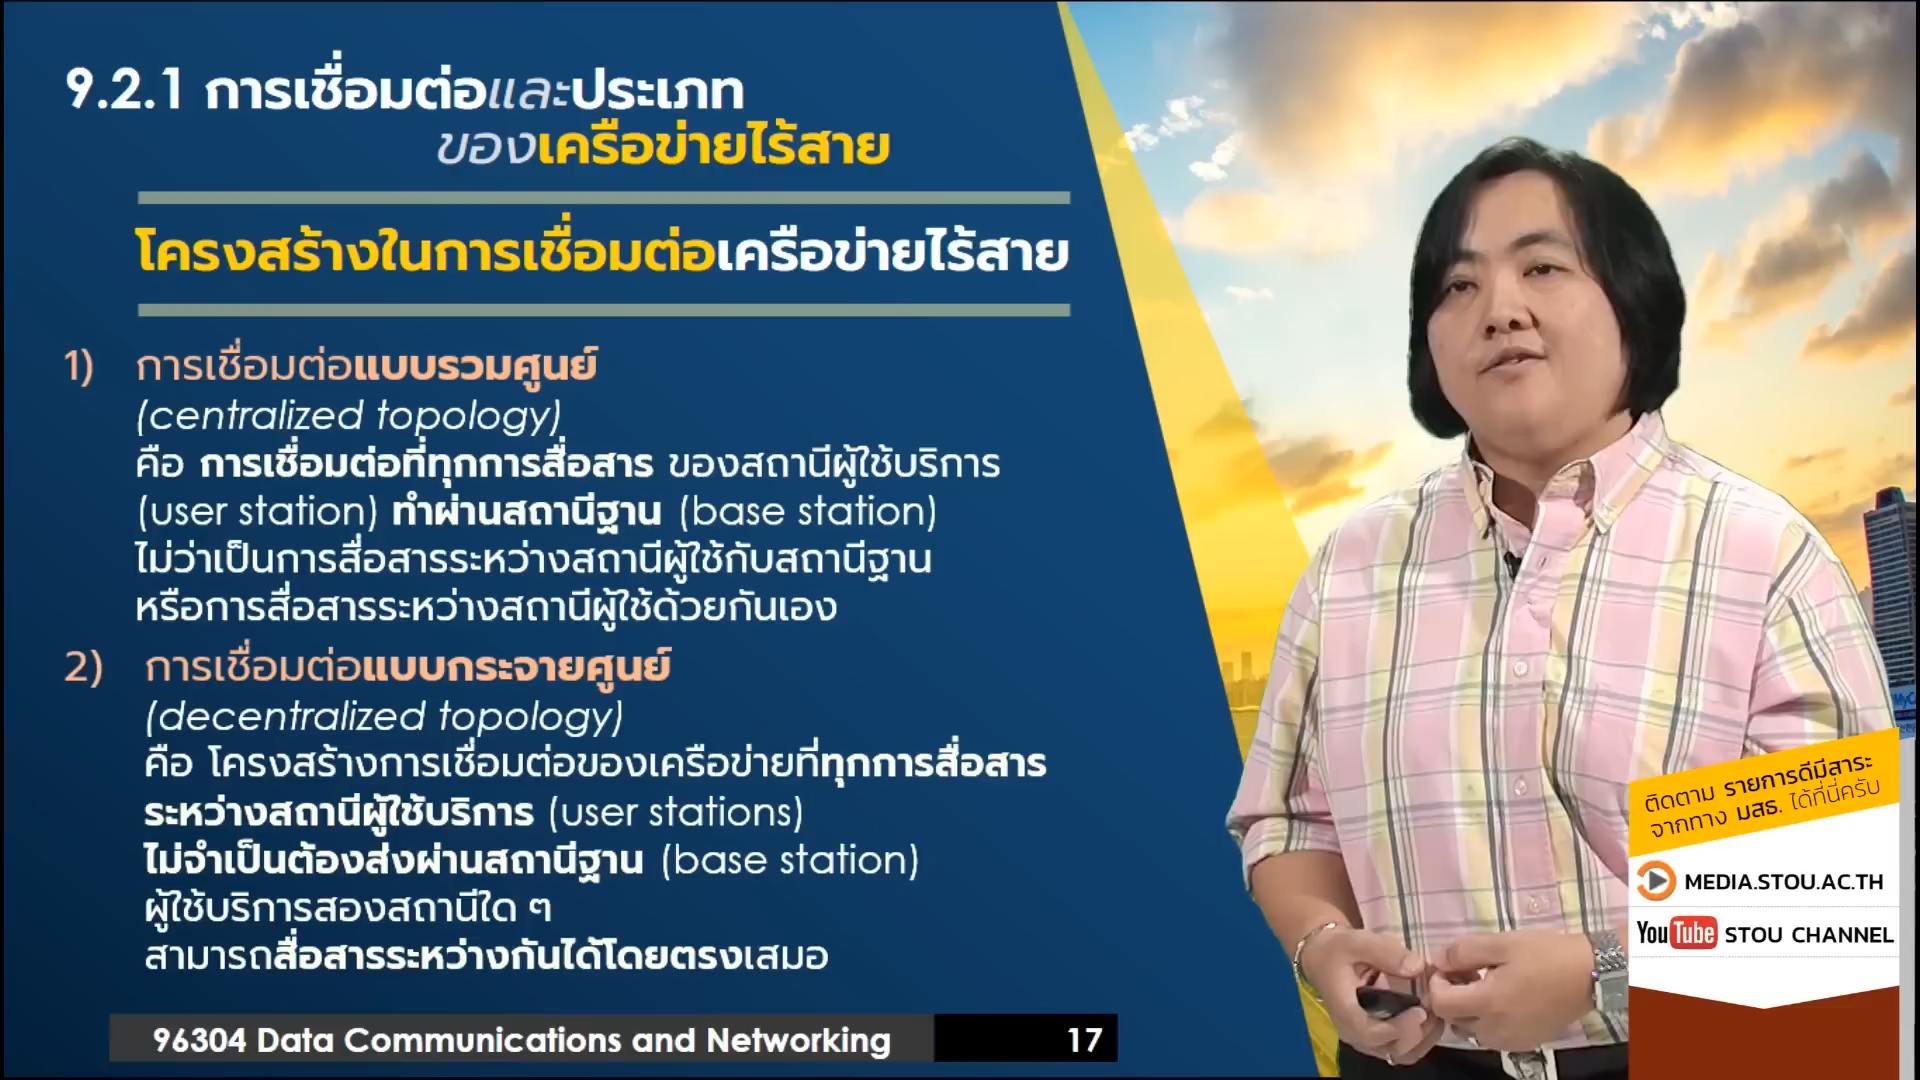 9.2.1 การเชื่อมต่อและประเภท
ของเครือข่ายไร้สาย
โครงสร้างในการเชื่อมต่อเครือข่ายไร้สาย
1) การเชื่อมต่อแบบรวมศูนย์
(centralized topology)
คือ การเชื่อมต่อที่ทุกการสื่อสาร ของสถานีผู้ใช้บริการ
(user station) ทำผ่านสถานีฐาน (base station)
ไม่ว่าเป็นการสื่อสารระหว่างสถานีผู้ใช้กับสถานีฐาน
หรือการสื่อสารระหว่างสถานีผู้ใช้ด้วยกันเอง
2) การเชื่อมต่อแบบกระจายศูนย์
(decentralized topology)
คือ โครงสร้างการเชื่อมต่อของเครือข่ายที่ทุกการสื่อสาร
ระหว่างสถานีผู้ใช้บริการ (user stations)
ไม่จำเป็นต้องส่งผ่านสถานีฐาน (base station)
ผู้ใช้บริการสองสถานีใด ๆ
สามารถสื่อสารระหว่างกันได้โดยตรงเสมอ
96304 Data Communications and Networking 17
ติดตาม รายการดีมีสาระ
จากทาง มสธ. ได้ที่นี่ครับ
MEDIA.STOU.AC.TH
YouTube STOU CHANNEL